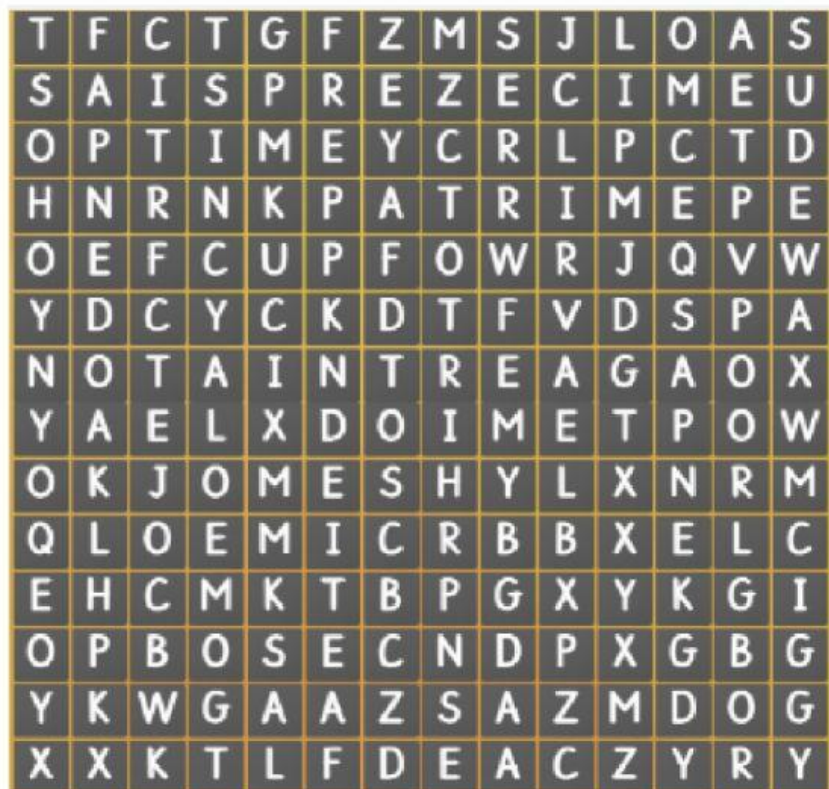 T F C T G F Z M S J L O A S
S A I S P R E Z E C I M E U
O P T I M E Y C R L P C T D
H N R N K P A T R I M E P E
O E F C U P F O W R J Q V W
Y D C Y C K D T F V D S P A
N O T A I N T R E A G A O X
Y A E L X D O I M E T P O W
O K J O M E S H Y L X N R M
Q L O E M I C R B B X E L C
E H C M K T B P G X Y K G I
O P B O S E C N D P X G B G
Y K W G A A Z S A Z M D O G
X X K T L F D E A C Z Y R Y